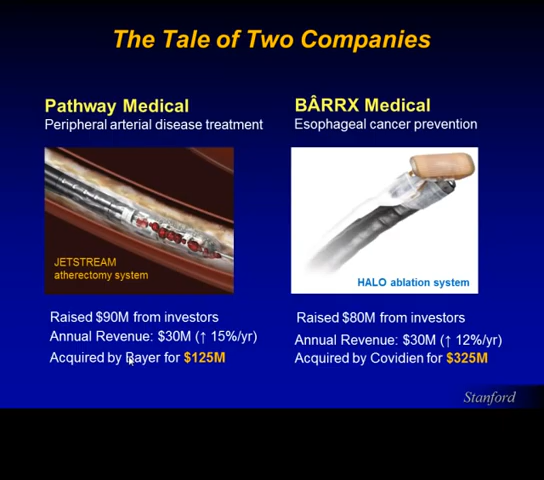 The Tale of Two Companies
Pathway Medical
Peripheral arterial disease treatment
JETSTREAM
atherectomy system
Raised $90M from investors
Annual Revenue: $30M (↑ 15%/yr)
Acquired by Bayer for $125M
BÂRRX Medical
Esophageal cancer prevention
HALO ablation system
Raised $80M from investors
Annual Revenue: $30M (↑ 12%/yr)
Acquired by Covidien for $325M
Stanford